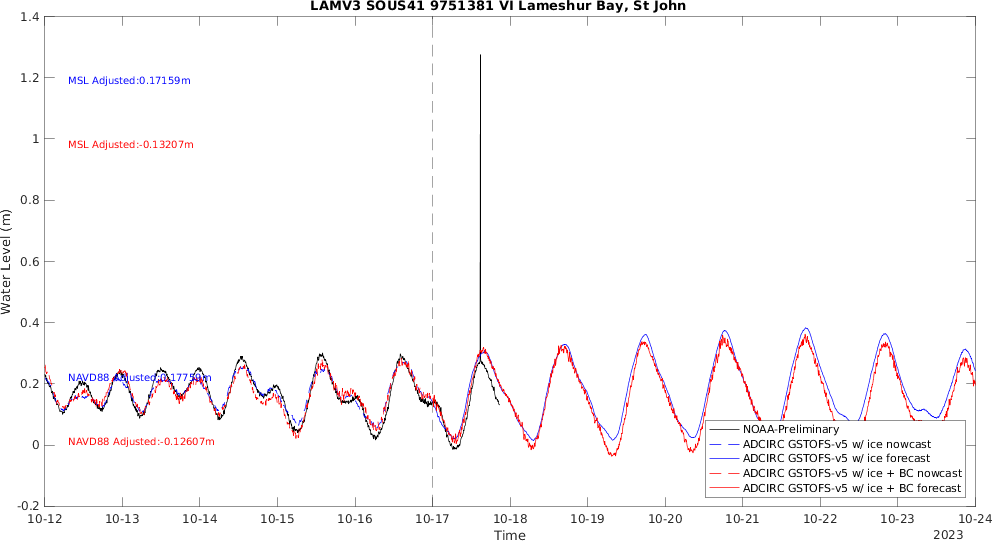 LAMV3 SOUS41 9751381 VI Lameshur Bay, St John
1.4
1.2
1
0.8
0.6
0.4
0.2
0
-0.2
Water Level (m)
MSL Adjusted:0.17159m
MSL Adjusted:-0.13207m
NAVD88 Adjusted:0.17759m
NAVD88 Adjusted:-0.12607m
NOAA-Preliminary
ADCIRC GSTOFS-v5 w/ ice nowcast
ADCIRC GSTOFS-v5 w/ ice forecast
ADCIRC GSTOFS-v5 w/ ice + BC nowcast
ADCIRC GSTOFS-v5 w/ ice + BC forecast
10-12 10-13 10-14 10-15 10-16 10-17 10-18 10-19 10-20 10-21 10-22 10-23 10-24
Time
2023